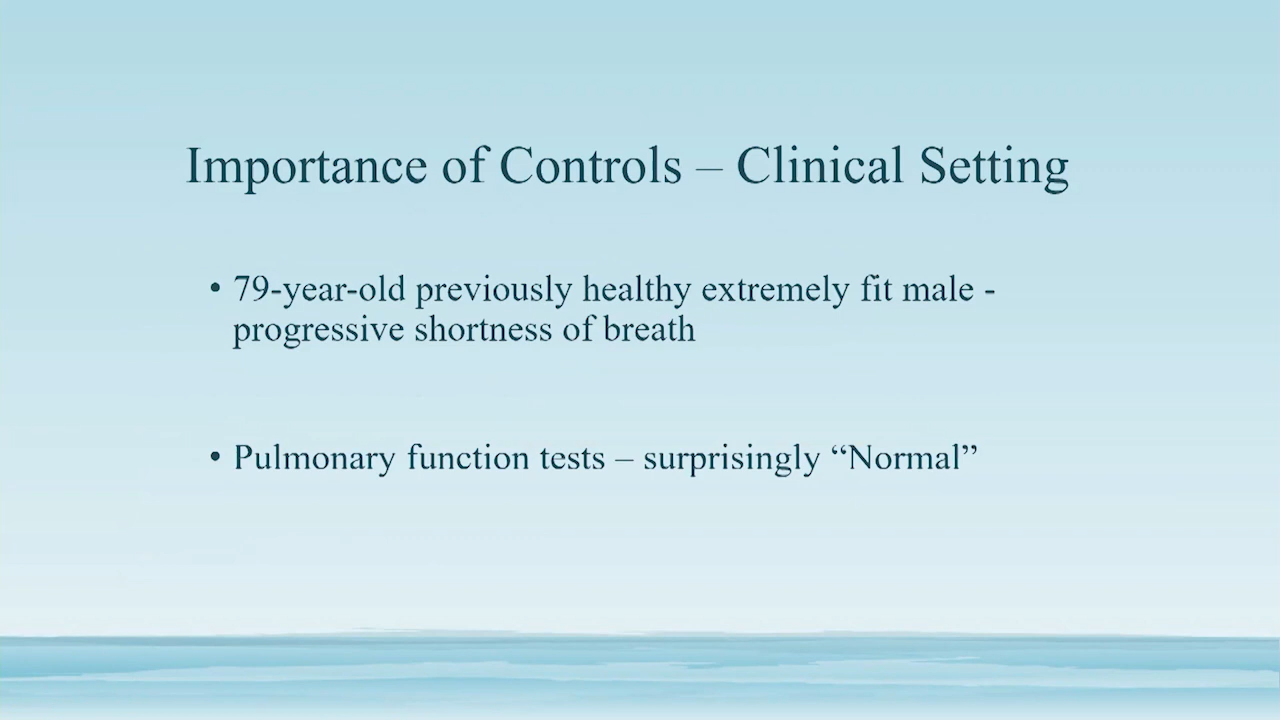 Importance of Controls – Clinical Setting
• 79-year-old previously healthy extremely fit male -
progressive shortness of breath
• Pulmonary function tests – surprisingly “Normal”